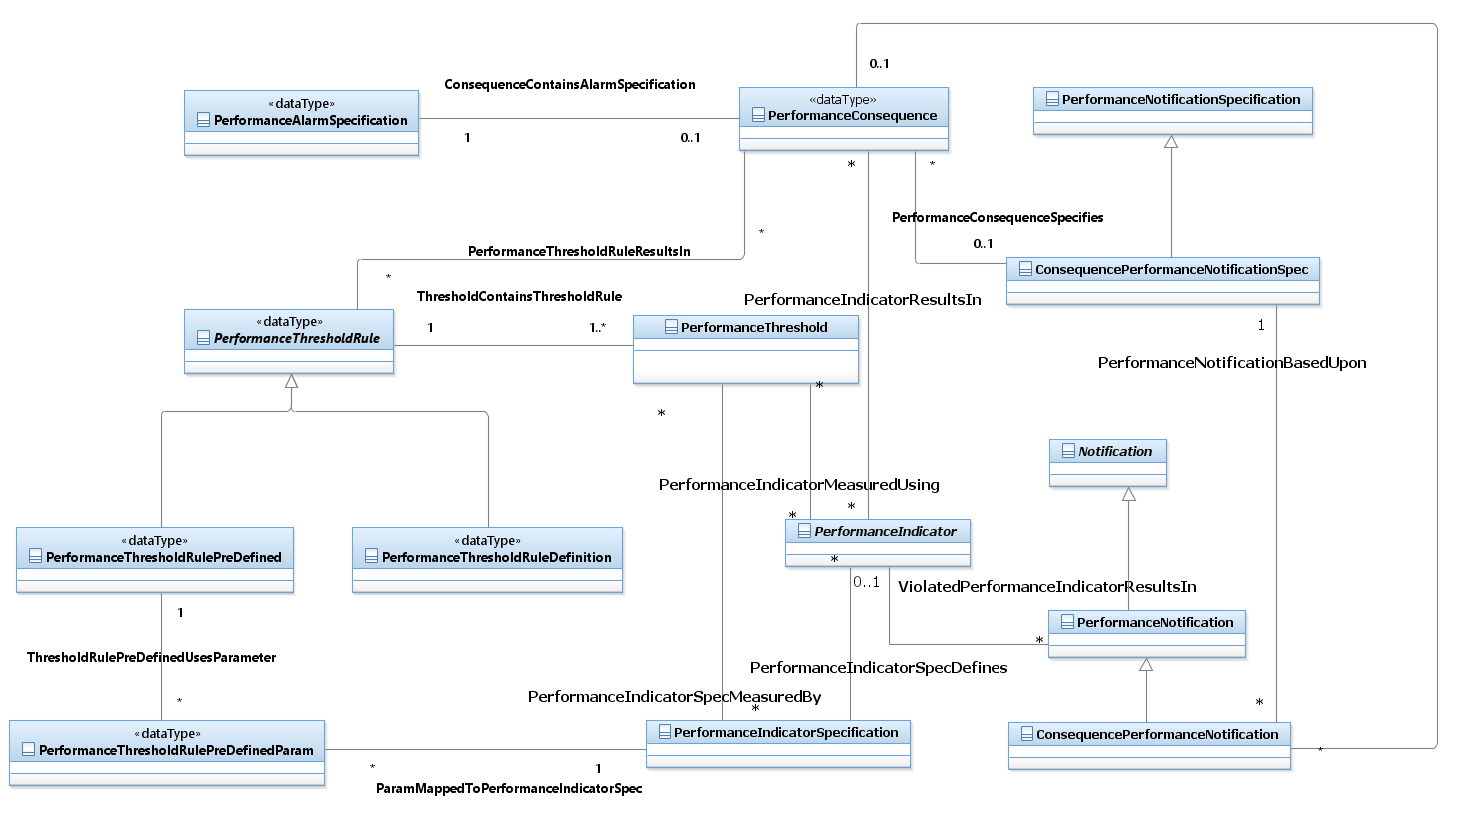 0..1
ConsequenceContainsAlarmSpecification
«dataType»
PerformanceAlarmSpecification
1
0..1
«dataType»
PerformanceConsequence
PerformanceNotificationSpecification
*
*
PerformanceConsequenceSpecifies
0..1
*
PerformanceThresholdRuleResultsIn
*
ConsequencePerformanceNotificationSpec
ThresholdContainsThresholdRule
PerformanceIndicatorResultsIn
«dataType»
PerformanceThresholdRule
1
1..*
PerformanceThreshold
1
PerformanceNotificationBasedUpon
*
*
Notification
PerformanceIndicatorMeasuredUsing
*
*
PerformanceIndicator
*
«dataType»
PerformanceThresholdRulePreDefined
«dataType»
PerformanceThresholdRuleDefinition
0..1
ViolatedPerformanceIndicatorResultsIn
1
PerformanceNotification
*
ThresholdRulePreDefinedUsesParameter
PerformanceIndicatorSpecDefines
*
PerformanceIndicatorSpecMeasuredBy
*
*
«dataType»
PerformanceThresholdRulePreDefinedParam
PerformanceIndicatorSpecification
ConsequencePerformanceNotification
*
*
1
ParamMappedToPerformanceIndicatorSpec